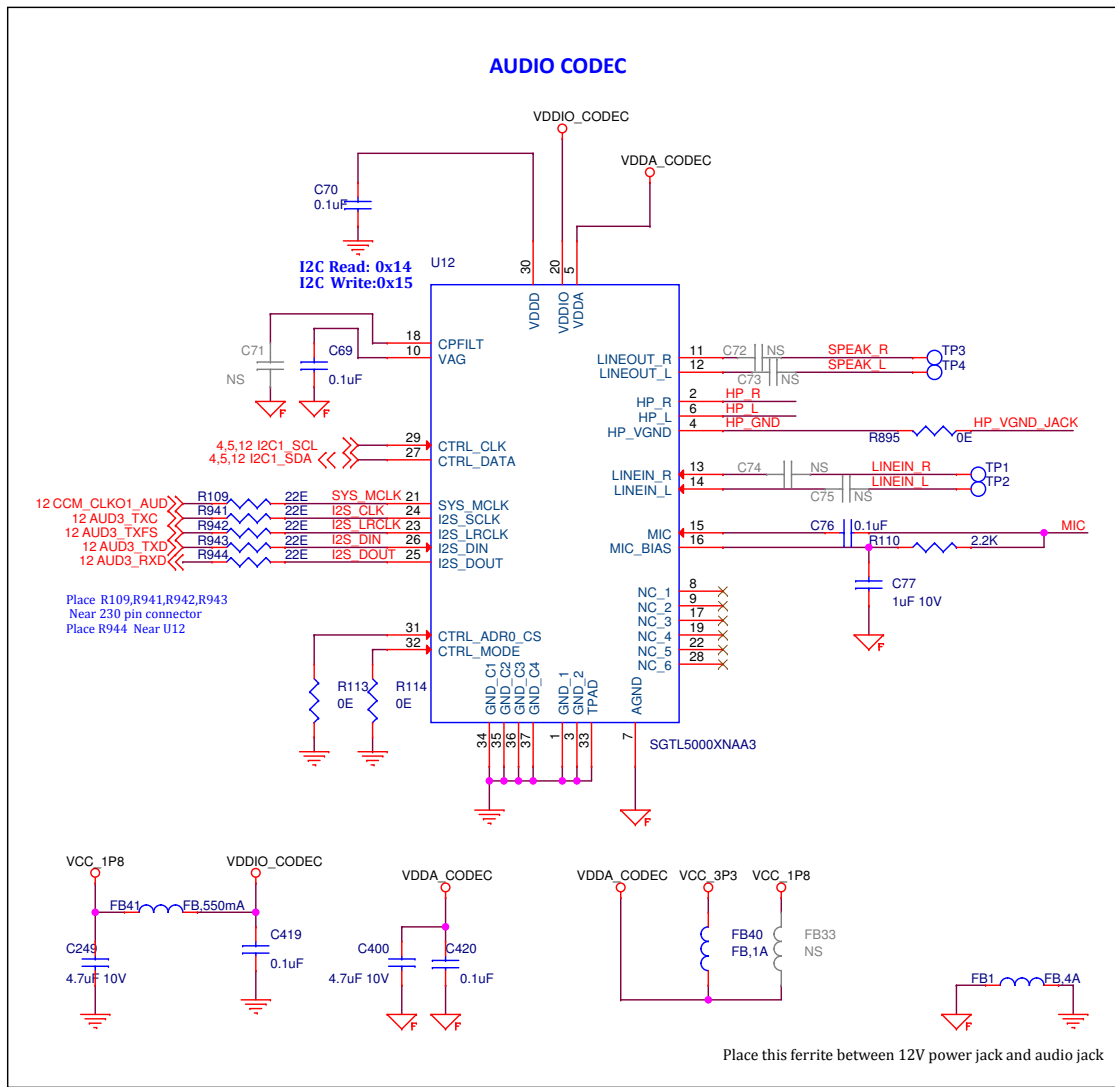 AUDIO CODEC
VDDIO_CODEC
VDDA_CODEC
C70
0.1uF
I2C Read: 0x14
I2C Write:0x15
U12
30
20
5
VDDD
VDDIO
VDDA
C71
NS
C69
0.1uF
18
CPFILT
10
VAG
4,5,12 I2C1_SCL
29
CTRL_CLK
4,5,12 I2C1_SDA
27
CTRL_DATA
12 CCM_CLKO1_AUD
R109
22E
SYS_MCLK
21
SYS_MCLK
12 AUD3_TXC
R941
22E
I2S_CLK
24
I2S_SCLK
12 AUD3_TXFS
R942
22E
I2S_LRCLK
23
I2S_LRCLK
12 AUD3_TXD
R943
22E
I2S_DIN
26
I2S_DIN
12 AUD3_RXD
R944
22E
I2S_DOUT
25
I2S_DOUT
Place R109,R941,R942,R943
Near 230 pin connector
Place R944 Near U12
31
CTRL_ADR0_CS
32
CTRL_MODE
R113
0E
R114
0E
LINEOUT_R
11
C72
NS
SPEAK_R
TP3
LINEOUT_L
12
C73
NS
SPEAK_L
TP4
HP_R
2
HP_R
HP_L
6
HP_L
HP_VGND
4
HP_GND
R895
0E
HP_VGND_JACK
LINEIN_R
13
C74
NS
LINEIN_R
TP1
LINEIN_L
14
C75
NS
LINEIN_L
TP2
MIC
15
C76
0.1uF
MIC
MIC_BIAS
16
R110
2.2K
C77
1uF 10V
NC_1
8
NC_2
9
NC_3
17
NC_4
19
NC_5
22
NC_6
28
GND_C1
GND_C2
GND_C3
GND_C4
GND_1
GND_2
TPAD
AGND
34
35
36
37
1
3
33
7
SGTL5000XNAA3
F
F
F
F
VCC_1P8
VDDIO_CODEC
FB41
FB,550mA
C249
4.7uF 10V
C419
0.1uF
VDDA_CODEC
C400
4.7uF 10V
C420
0.1uF
F
F
VDDA_CODEC
VCC_3P3
VCC_1P8
FB40
FB,1A
FB33
NS
FB1
FB,4A
F
Place this ferrite between 12V power jack and audio jack